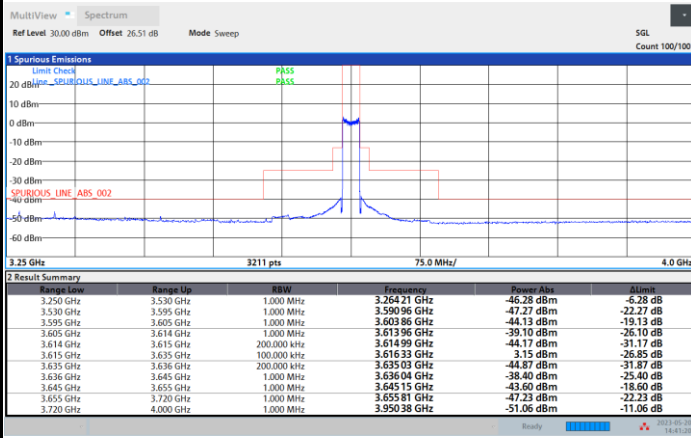 MultiView Spectrum
Ref Level 30.00 dBm Offset 26.51 dB Mode Sweep SGL
Count 100/100
1 Spurious Emissions
Limit Check PASS
Line _SPURIOUS_LINE_ABS_002 PASS
20 dBm
10 dBm
0 dBm
-10 dBm
-20 dBm
-30 dBm
_SPURIOUS_LINE_ABS_002
-40 dBm
-50 dBm
-60 dBm
3.25 GHz 3211 pts 75.0 MHz/ 4.0 GHz
2 Result Summary
Range Low Range Up RBW Frequency Power Abs ΔLimit
3.250 GHz 3.530 GHz 1.000 MHz 3.264 21 GHz -46.28 dBm -6.28 dB
3.530 GHz 3.595 GHz 1.000 MHz 3.590 96 GHz -47.27 dBm -22.27 dB
3.595 GHz 3.605 GHz 1.000 MHz 3.603 86 GHz -44.13 dBm -19.13 dB
3.605 GHz 3.614 GHz 1.000 MHz 3.613 96 GHz -39.10 dBm -26.10 dB
3.614 GHz 3.615 GHz 200.000 kHz 3.614 99 GHz -44.17 dBm -31.17 dB
3.615 GHz 3.635 GHz 100.000 kHz 3.616 33 GHz 3.15 dBm -26.85 dB
3.635 GHz 3.636 GHz 200.000 kHz 3.635 03 GHz -44.87 dBm -31.87 dB
3.636 GHz 3.645 GHz 1.000 MHz 3.636 04 GHz -38.40 dBm -25.40 dB
3.645 GHz 3.655 GHz 1.000 MHz 3.645 15 GHz -43.60 dBm -18.60 dB
3.655 GHz 3.720 GHz 1.000 MHz 3.655 81 GHz -47.23 dBm -22.23 dB
3.720 GHz 4.000 GHz 1.000 MHz 3.950 38 GHz -51.06 dBm -11.06 dB
Ready